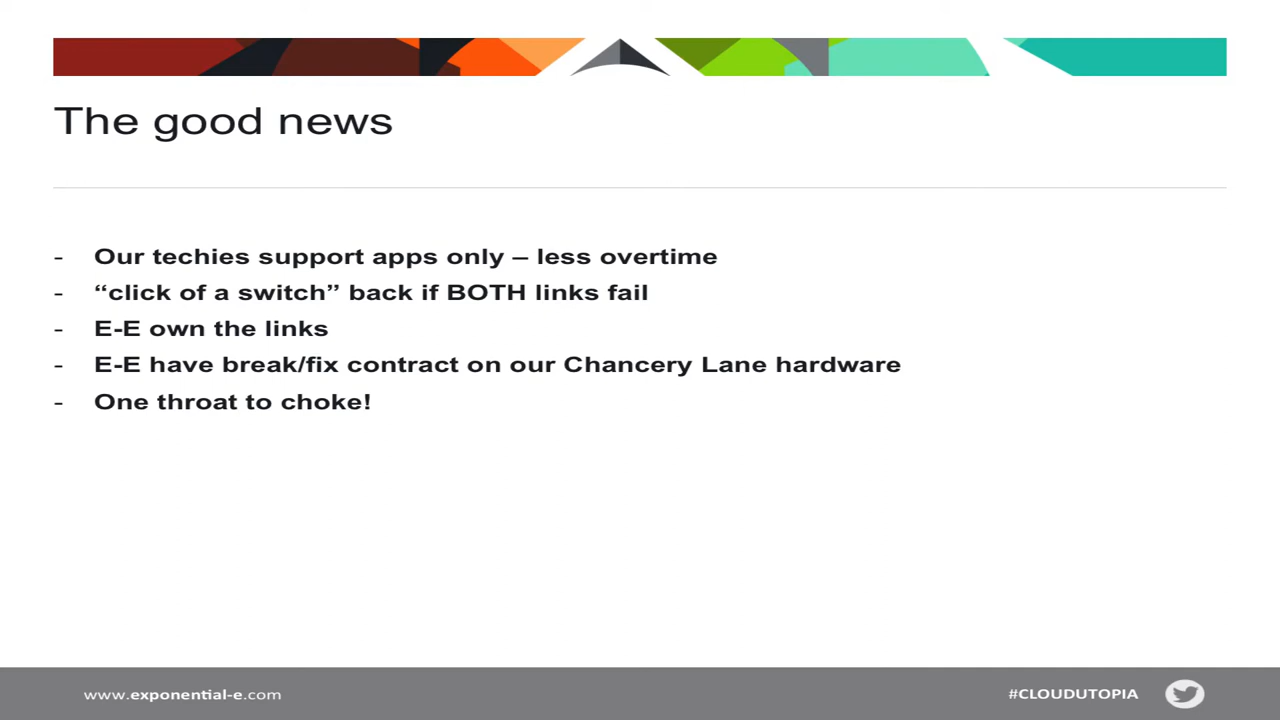 The good news
- Our techies support apps only – less overtime
- “click of a switch” back if BOTH links fail
- E-E own the links
- E-E have break/fix contract on our Chancery Lane hardware
- One throat to choke!
www.exponential-e.com
#CLOUDUTOPIA